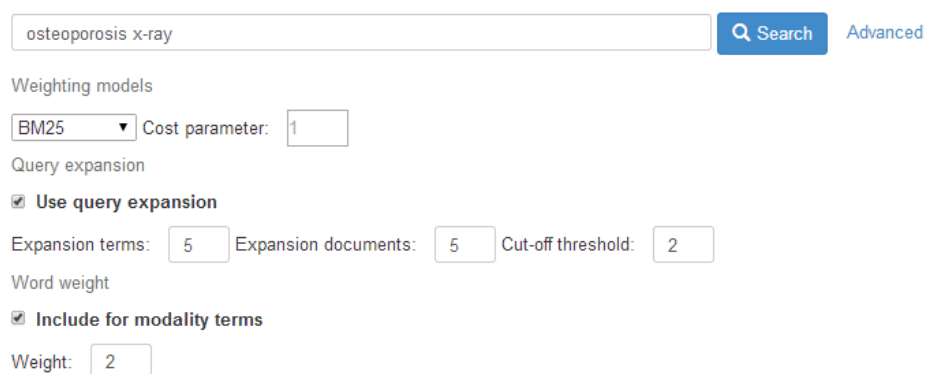 osteoporosis x-ray Search Advanced
Weighting models
BM25 Cost parameter: 1
Query expansion
Use query expansion
Expansion terms: 5 Expansion documents: 5 Cut-off threshold: 2
Word weight
Include for modality terms
Weight: 2